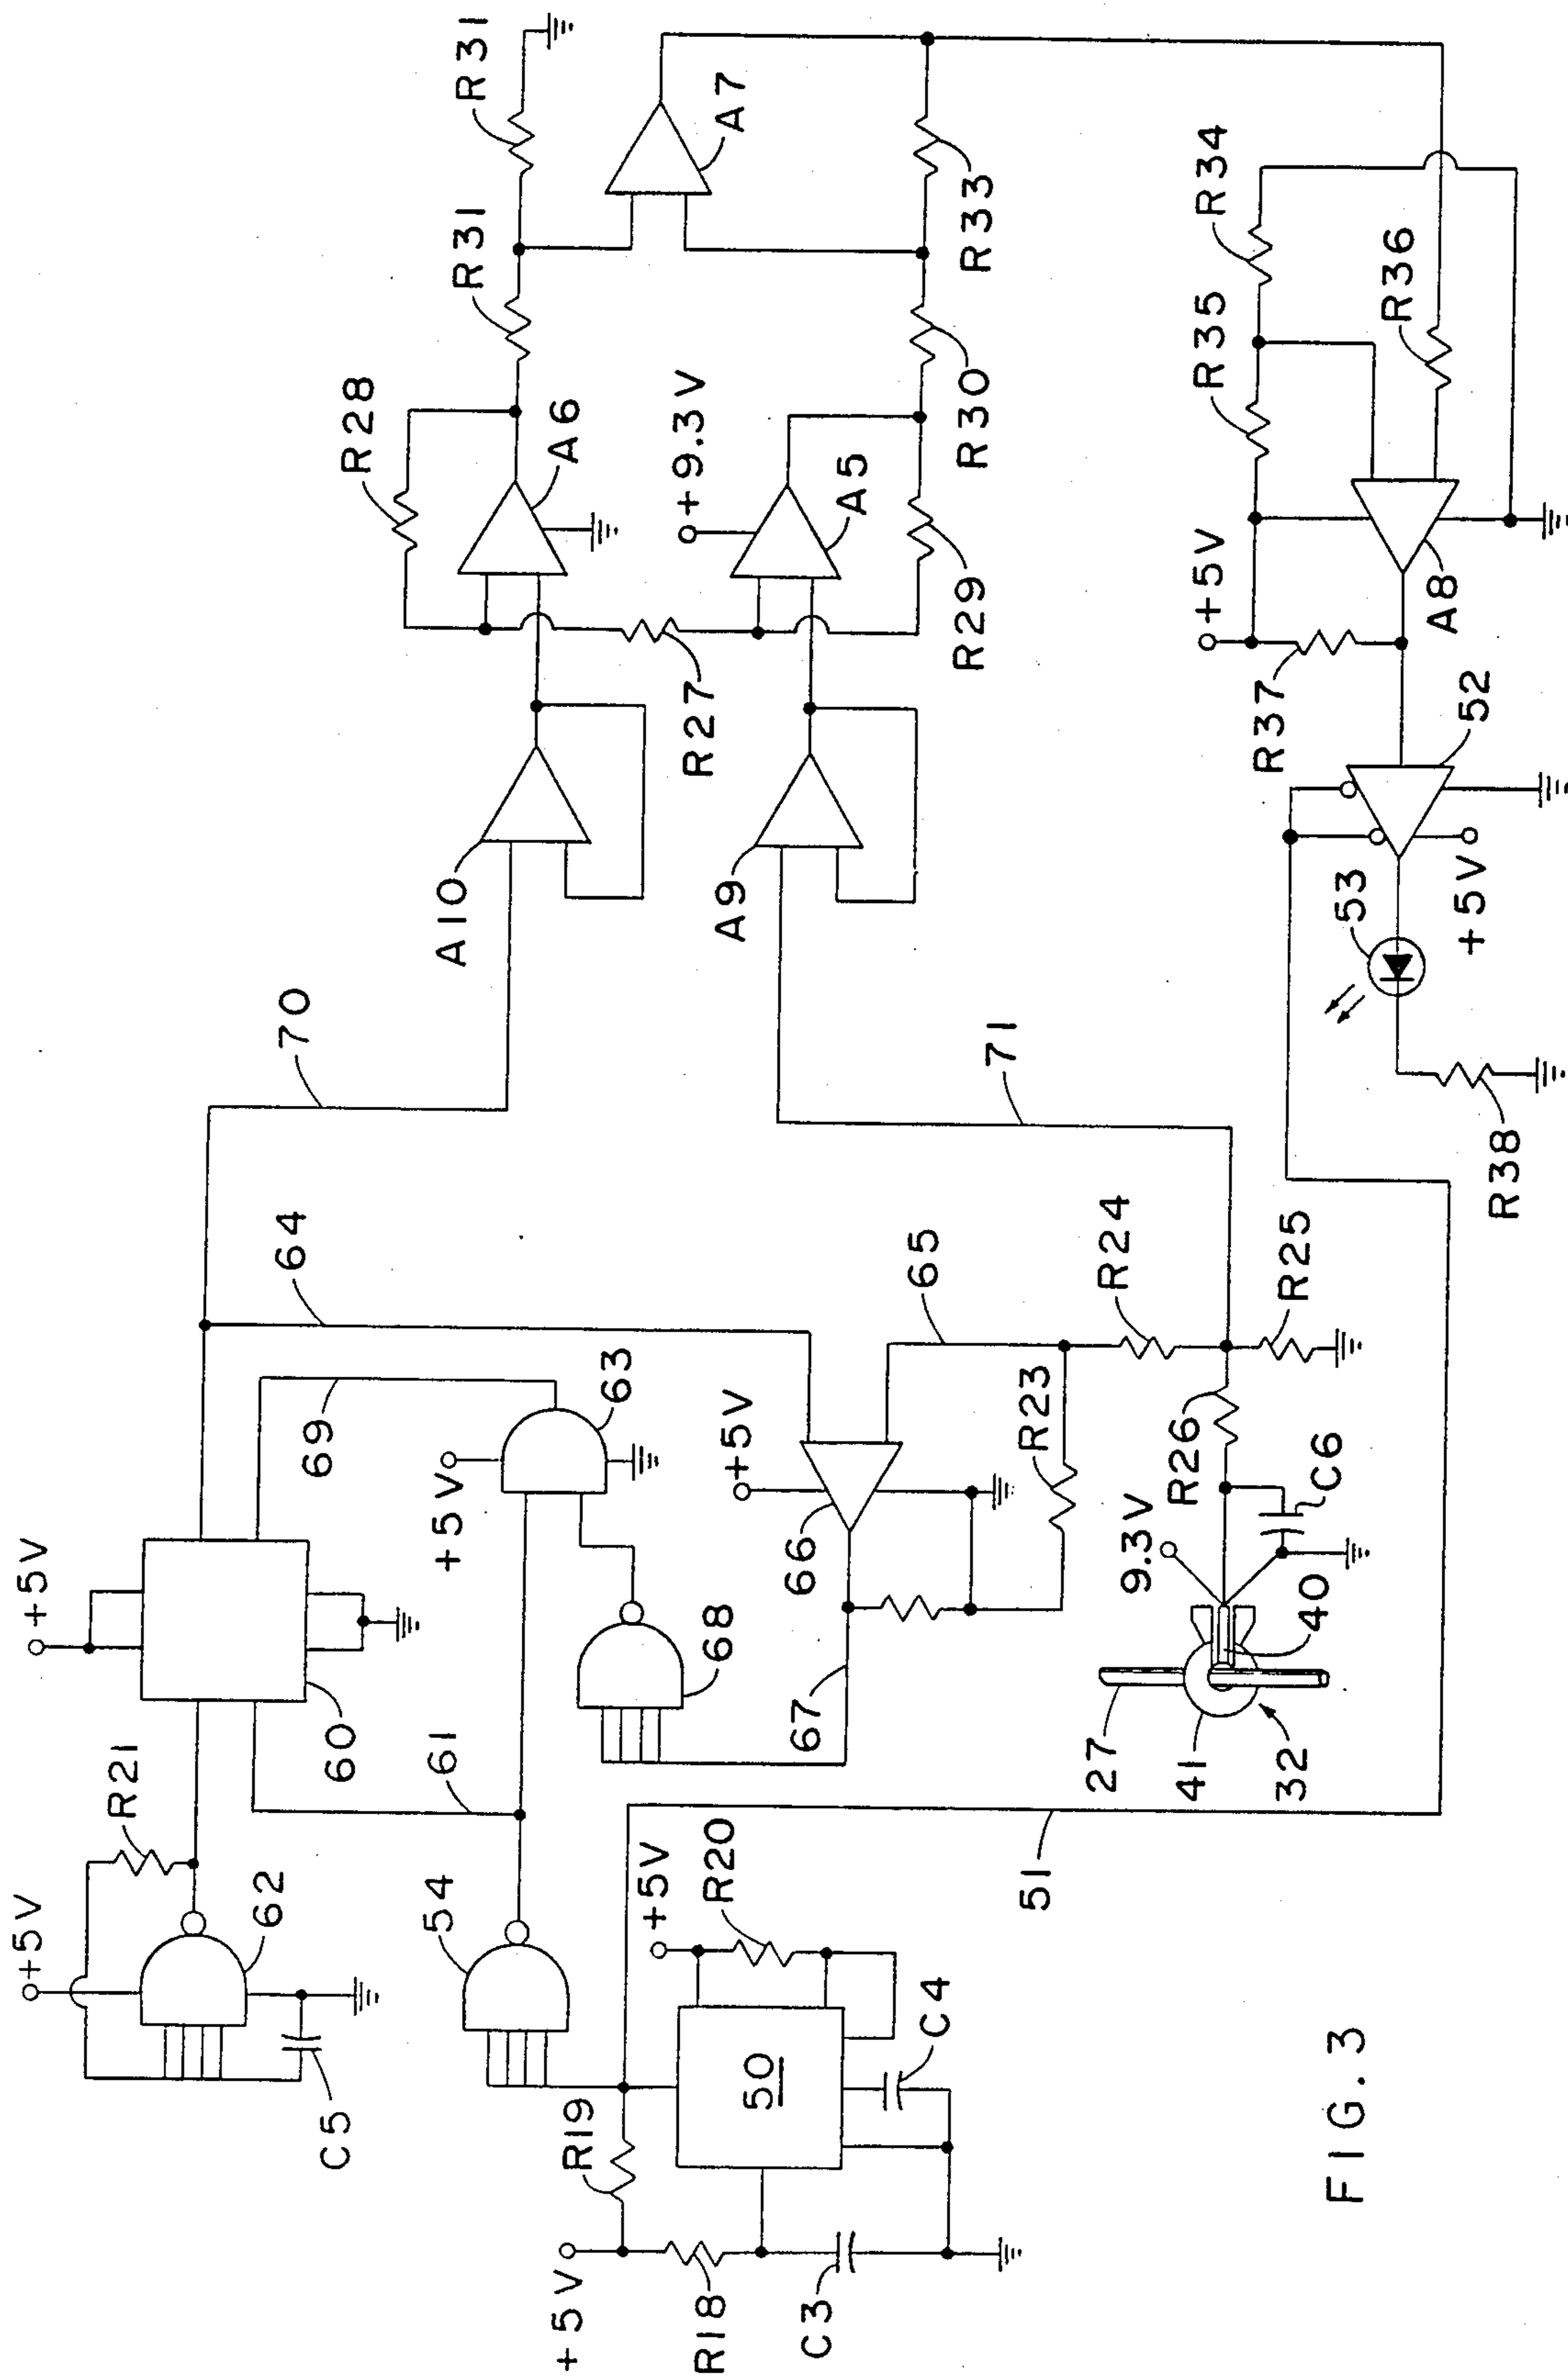 +5V
+5V
R21
62
C5
60
64
70
69
R28
54
61
+5V
A10
R31
R31
+5V
R19
63
A6
+5V
R20
R18
68
+5V
R27
+9.3V
A9
A7
50
67
66
C3
A5
C4
65
R29
R30
R33
71
51
R23
27
R24
9.3V
R26
41
+5V
R35
R34
R37
32
40
R25
C6
FIG. 3
53
R36
A8
+5V
52
R38